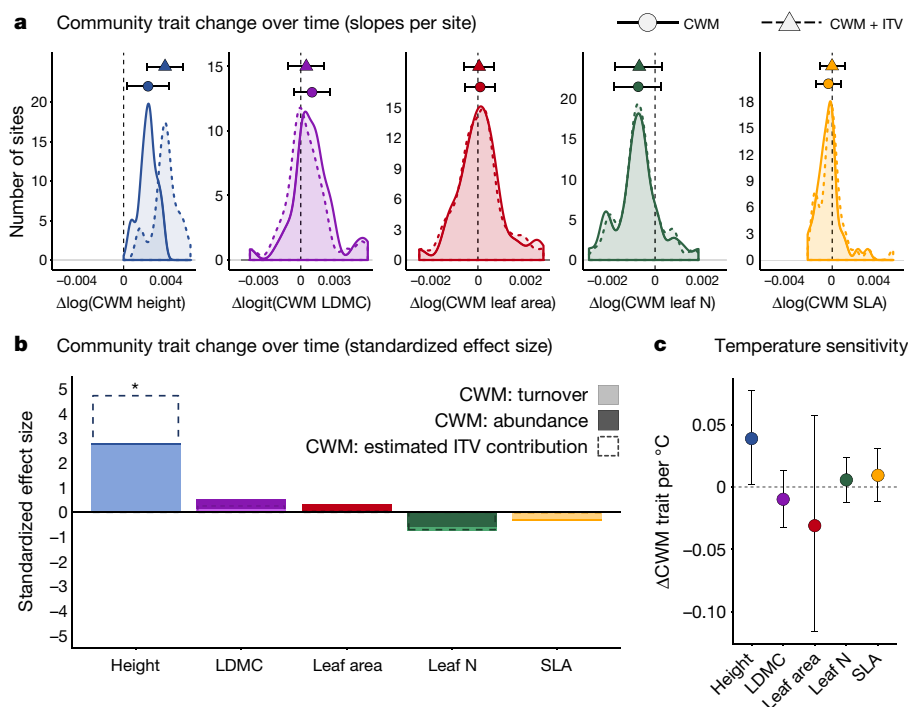 a Community trait change over time (slopes per site) CWM CWM + ITV
Number of sites
20 15 10 5 0
15 10 5 0
15 12 9 6 3 0
20 15 10 5 0
18 15 12 9 6 3 0
−0.004 0 0.004
0 0.003
−0.002 0 0.002
−0.002 0 0.002
−0.004 0 0.004
Δlog(CWM height) Δlogit(CWM LDMC) Δlog(CWM leaf area) Δlog(CWM leaf N) Δlog(CWM SLA)
b Community trait change over time (standardized effect size)
Standardized effect size
5
4
3
2
1
0
−1
−2
−3
−4
−5
*
CWM: turnover
CWM: abundance
CWM: estimated ITV contribution
Height LDMC Leaf area Leaf N SLA
c Temperature sensitivity
ΔCWM trait per °C
0.05
0
−0.05
−0.10
Height
LDMC
Leaf area
Leaf N
SLA